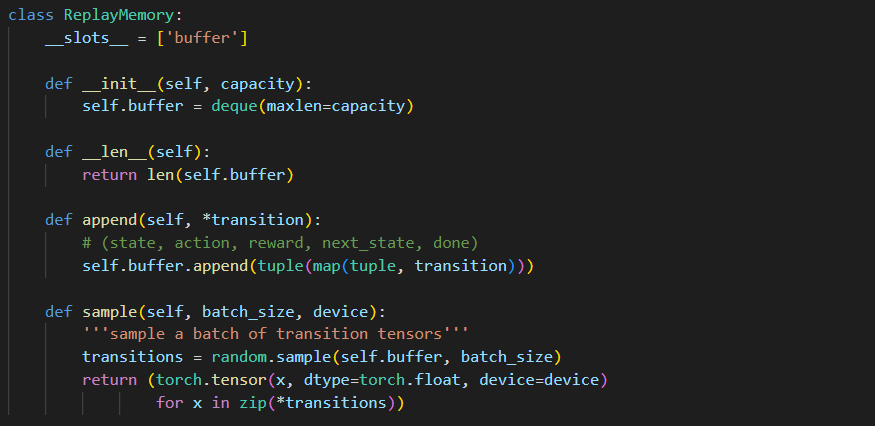 class ReplayMemory:
    __slots__ = ['buffer']

    def __init__(self, capacity):
        self.buffer = deque(maxlen=capacity)

    def __len__(self):
        return len(self.buffer)

    def append(self, *transition):
        # (state, action, reward, next_state, done)
        self.buffer.append(tuple(map(tuple, transition)))

    def sample(self, batch_size, device):
        '''sample a batch of transition tensors'''
        transitions = random.sample(self.buffer, batch_size)
        return (torch.tensor(x, dtype=torch.float, device=device)
                for x in zip(*transitions))